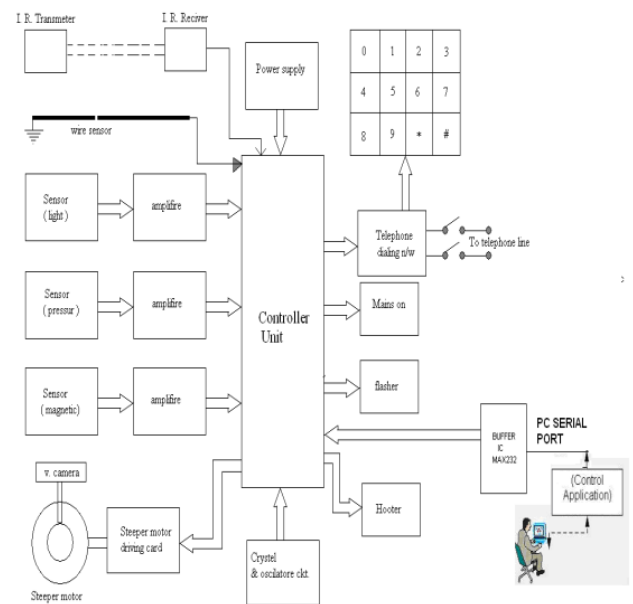 I. R. Transmeter
I. R. Reciver
Power supply
0 1 2 3
4 5 6 7
8 9 * #
wire sensor
Sensor
( light )
amplifire
Telephone
dialing n/w
To telephone line
Sensor
( pressur )
amplifire
Controller
Unit
Mains on
Sensor
(magnetic)
amplifire
flasher
BUFFER
IC
MAX232
PC SERIAL
PORT
(Control
Application)
v. camera
Steeper motor
driving card
Steeper motor
Hooter
Crystel
& oscilatore ckt